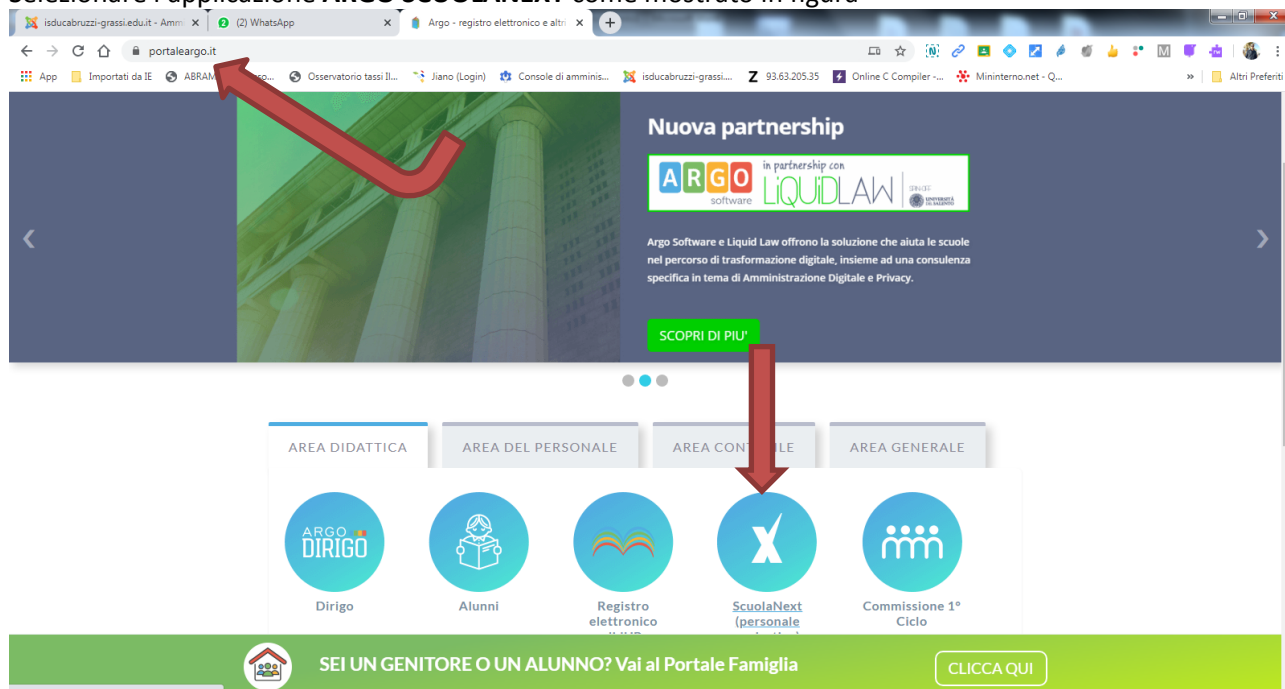 Selezionare l'applicazione ARGO SCUOLANEXT come mostrato in figura
isducabruzzi-grassi.edu.it - Ammi
(2) WhatsApp
Argo - registro elettronico e altri
portaleargo.it
App
Importati da IE
Osservatorio tassi Il...
Jiano (Login)
Console di amminis...
isducabruzzi-grassi....
Z 93.63.205.35
Online C Compiler -...
Mininterno.net - Q...
»
Altri Preferiti
Nuova partnership
ARGO
software
in partnership con
LiQUiDLAW
Argo Software e Liquid Law offrono la soluzione che aiuta le scuole
nel percorso di trasformazione digitale, insieme ad una consulenza
specifica in tema di Amministrazione Digitale e Privacy.
SCOPRI DI PIU'
AREA DIDATTICA
AREA DEL PERSONALE
AREA GENERALE
ARGO
DIRIGO
Dirigo
Alunni
Registro
elettronico
ScuolaNext
(personale
Commissione 1°
Ciclo
SEI UN GENITORE O UN ALUNNO? Vai al Portale Famiglia
CLICCA QUI